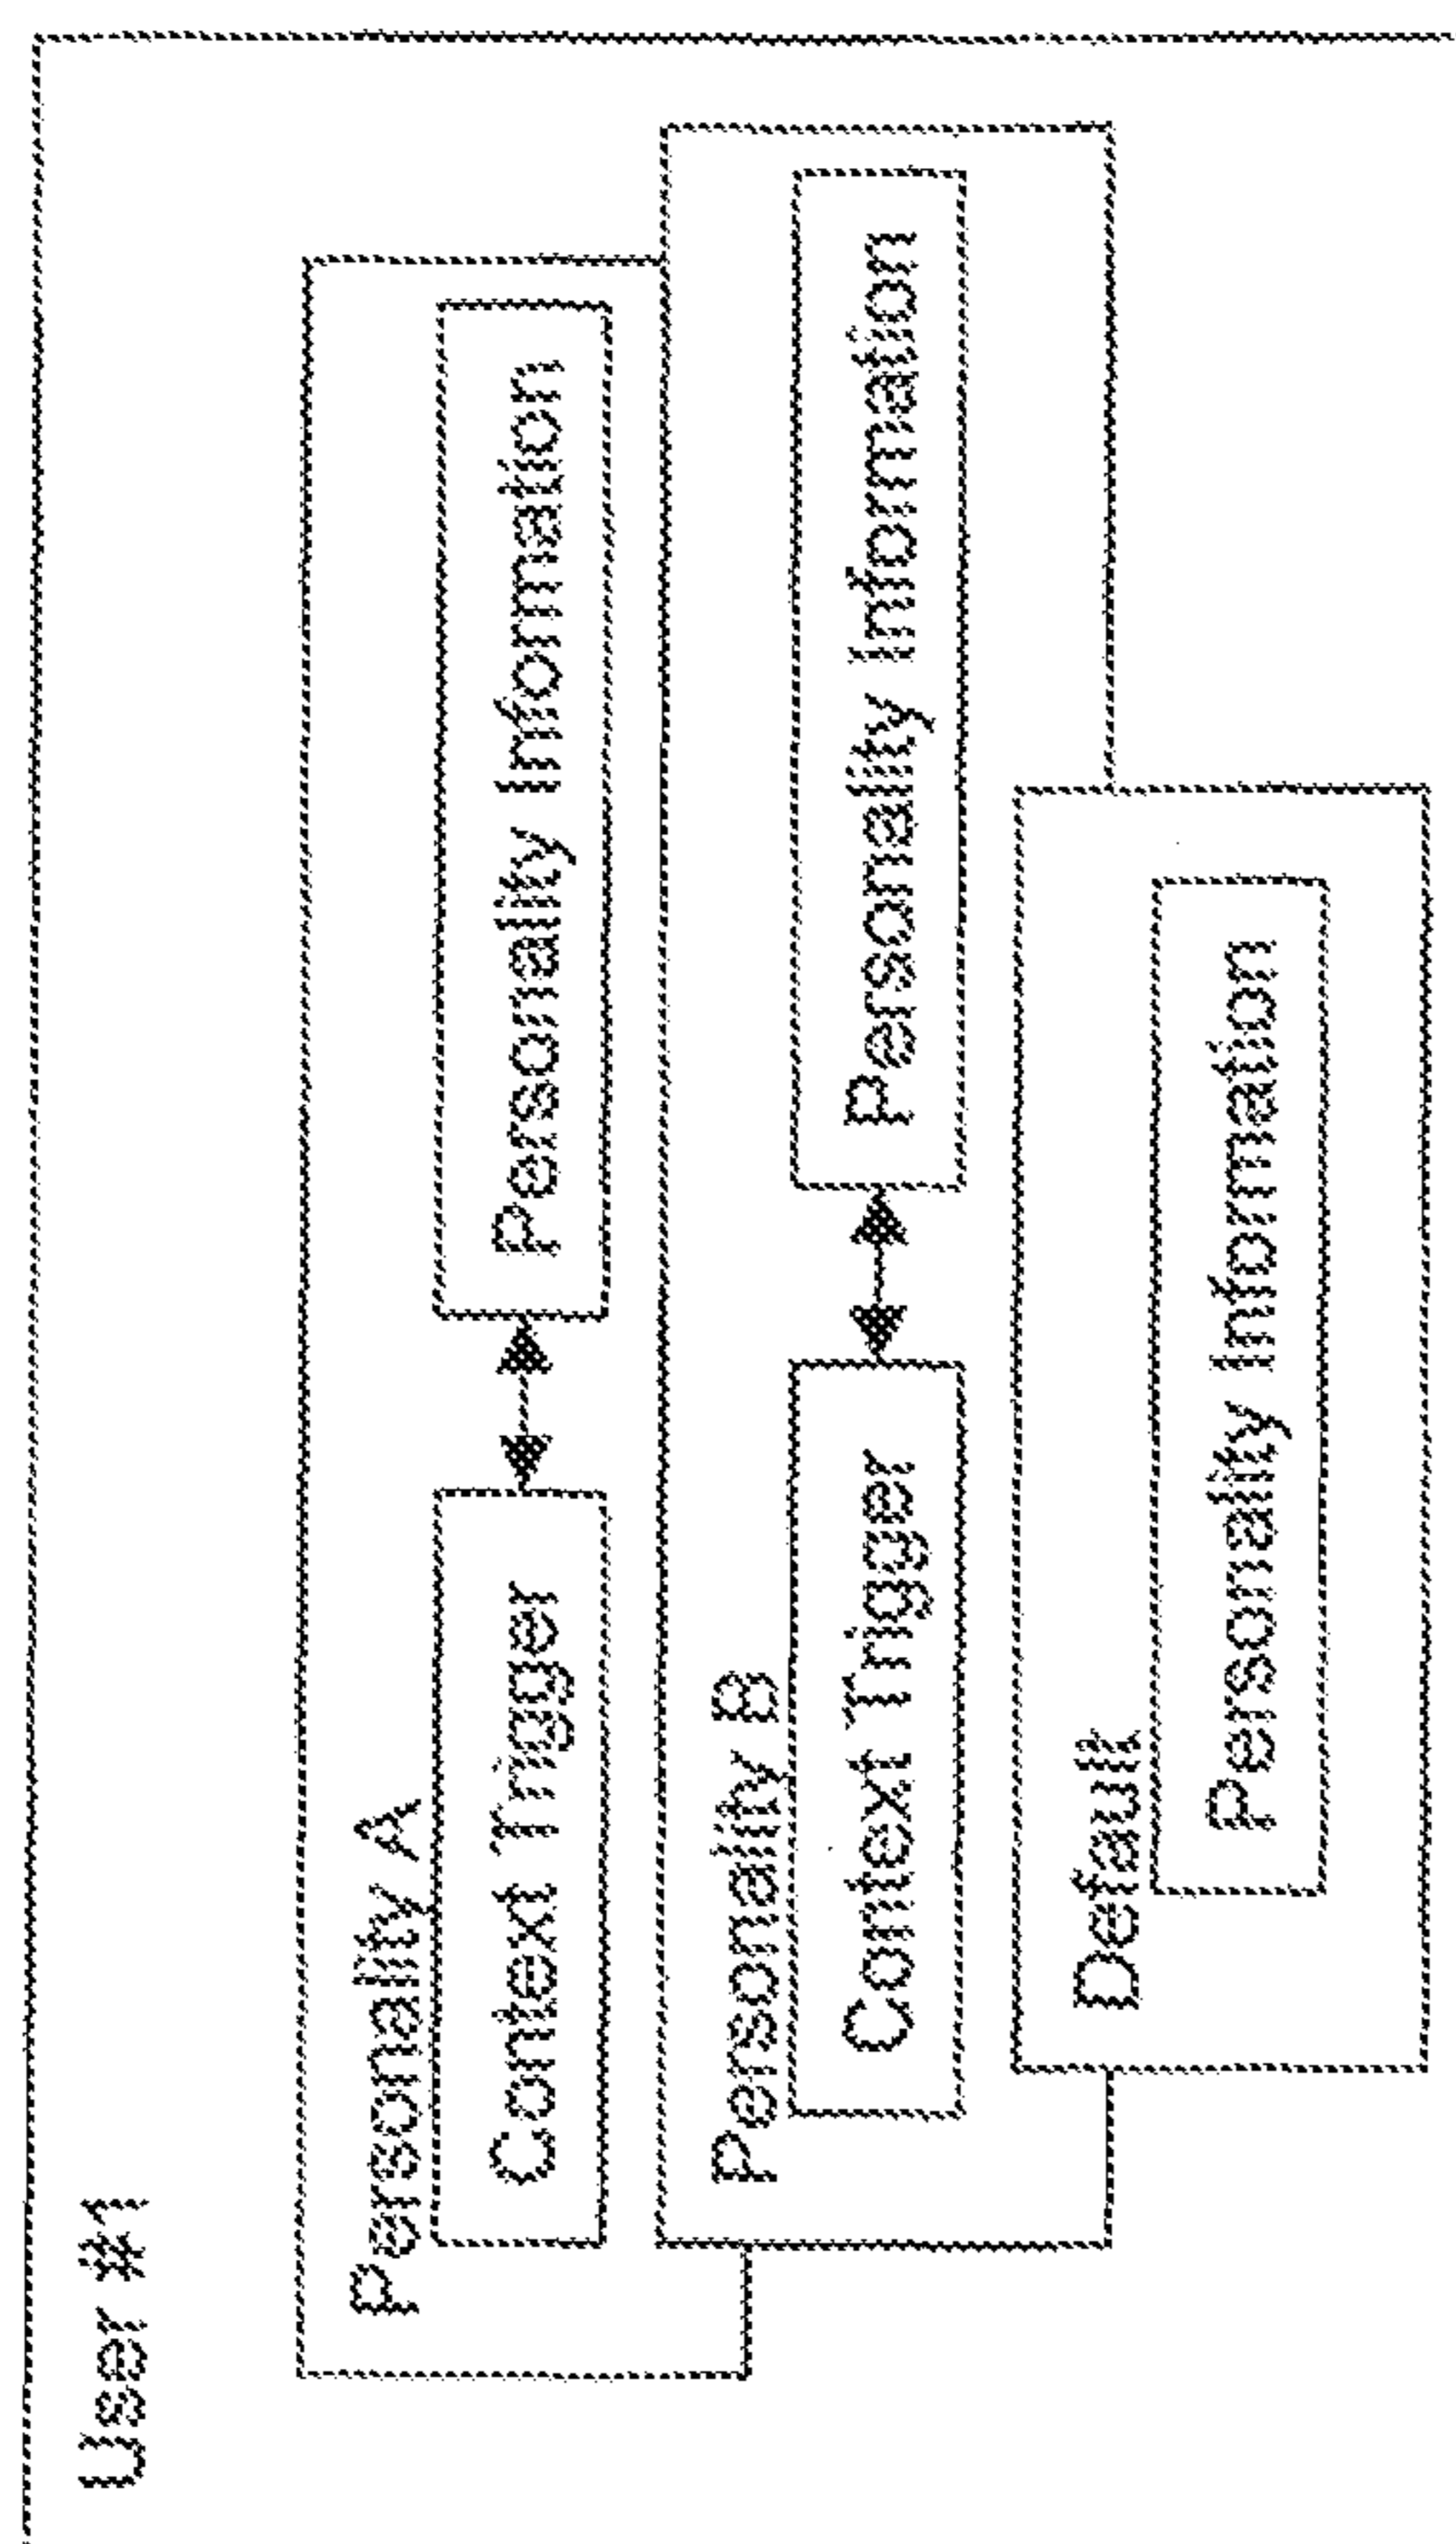 User #1
Personality A
Context Trigger
Personality Information
Personality B
Context Trigger
Personality Information
Default
Personality Information